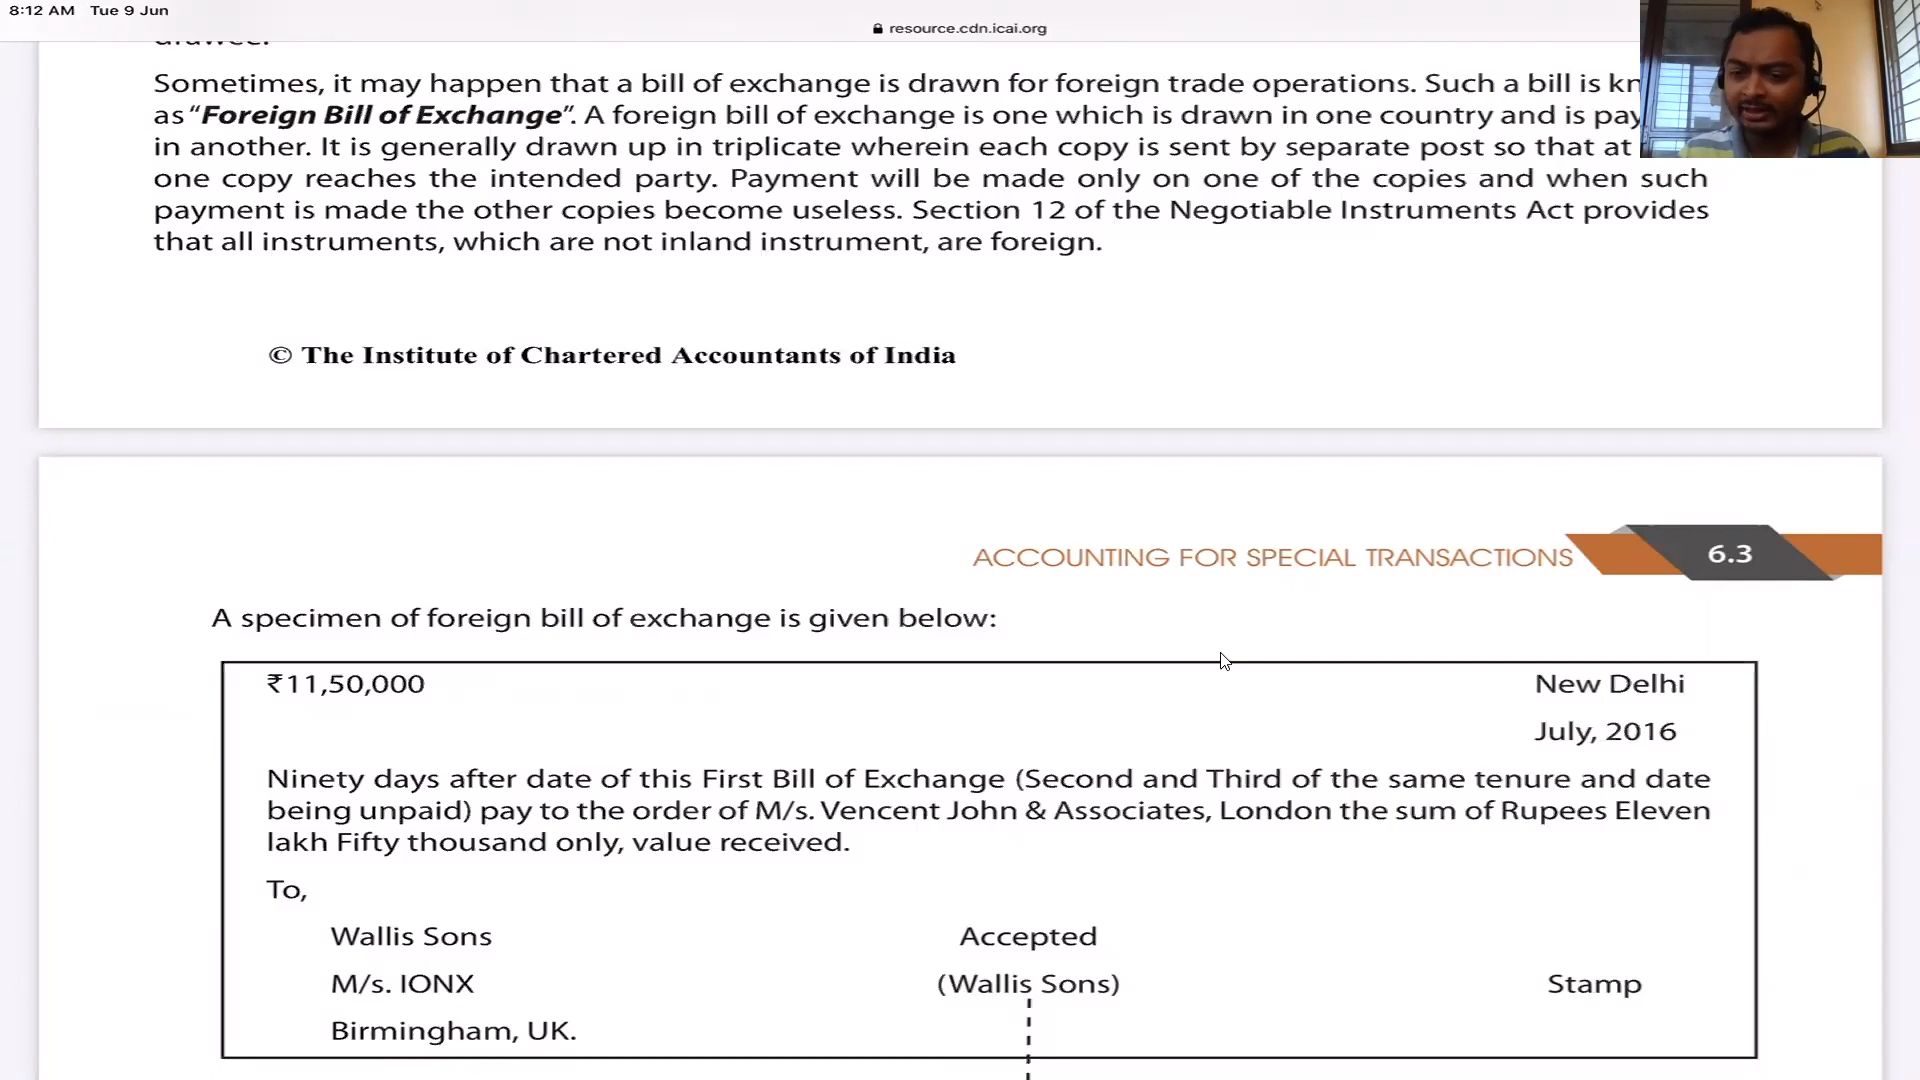 8:12 AM Tue 9 Jun
resource.cdn.icai.org
drawee.
Sometimes, it may happen that a bill of exchange is drawn for foreign trade operations. Such a bill is kn
as “Foreign Bill of Exchange”. A foreign bill of exchange is one which is drawn in one country and is pay
in another. It is generally drawn up in triplicate wherein each copy is sent by separate post so that at
one copy reaches the intended party. Payment will be made only on one of the copies and when such
payment is made the other copies become useless. Section 12 of the Negotiable Instruments Act provides
that all instruments, which are not inland instrument, are foreign.
© The Institute of Chartered Accountants of India
ACCOUNTING FOR SPECIAL TRANSACTIONS 6.3
A specimen of foreign bill of exchange is given below:
₹11,50,000 New Delhi
July, 2016
Ninety days after date of this First Bill of Exchange (Second and Third of the same tenure and date
being unpaid) pay to the order of M/s. Vencent John & Associates, London the sum of Rupees Eleven
lakh Fifty thousand only, value received.
To,
Wallis Sons Accepted
M/s. IONX (Wallis Sons) Stamp
Birmingham, UK.